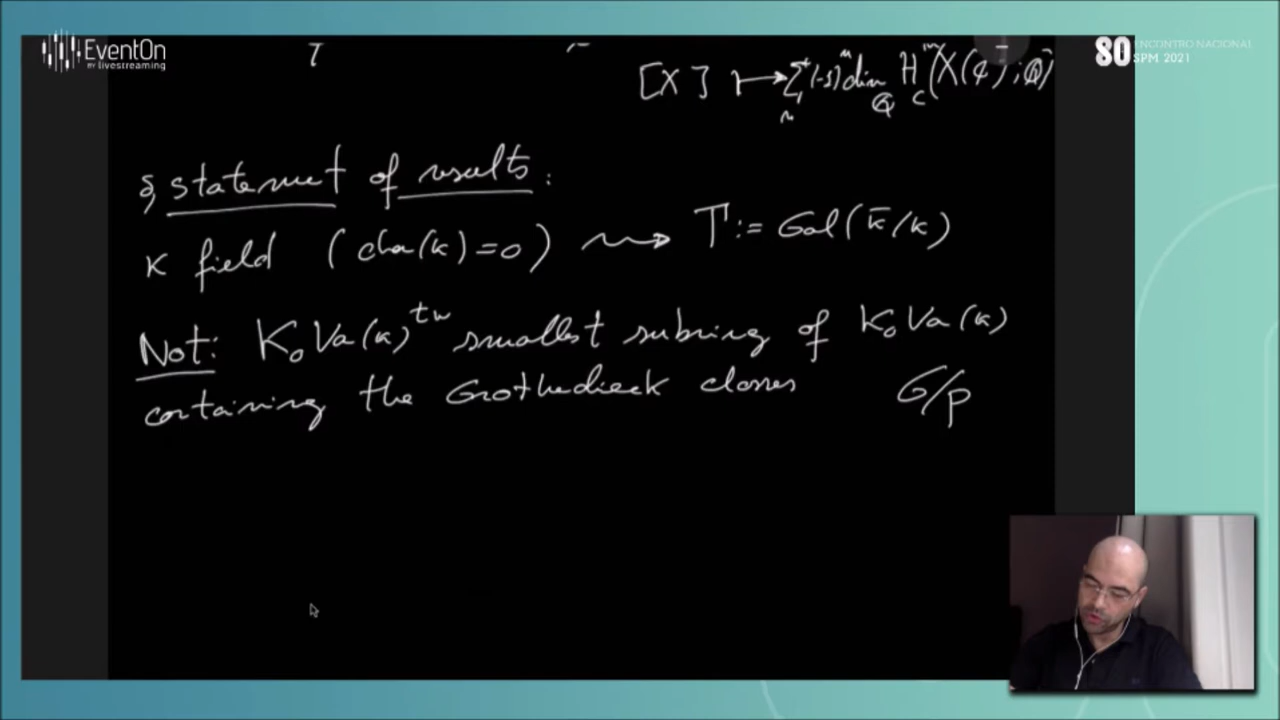 EventOn
BY livestreaming
80 ENCONTRO NACIONAL
SPM 2021
[X] ↦ Σ (-1)^n dim_ℚ H_c^n (X(ℂ); ℚ)
n
§ statement of results:
k field (char(k)=0) ⇝ Γ := Gal(k̄/k)
Not: K₀Var(k)^tw smallest subring of K₀Var(k)
containing the Grothendieck classes G/P